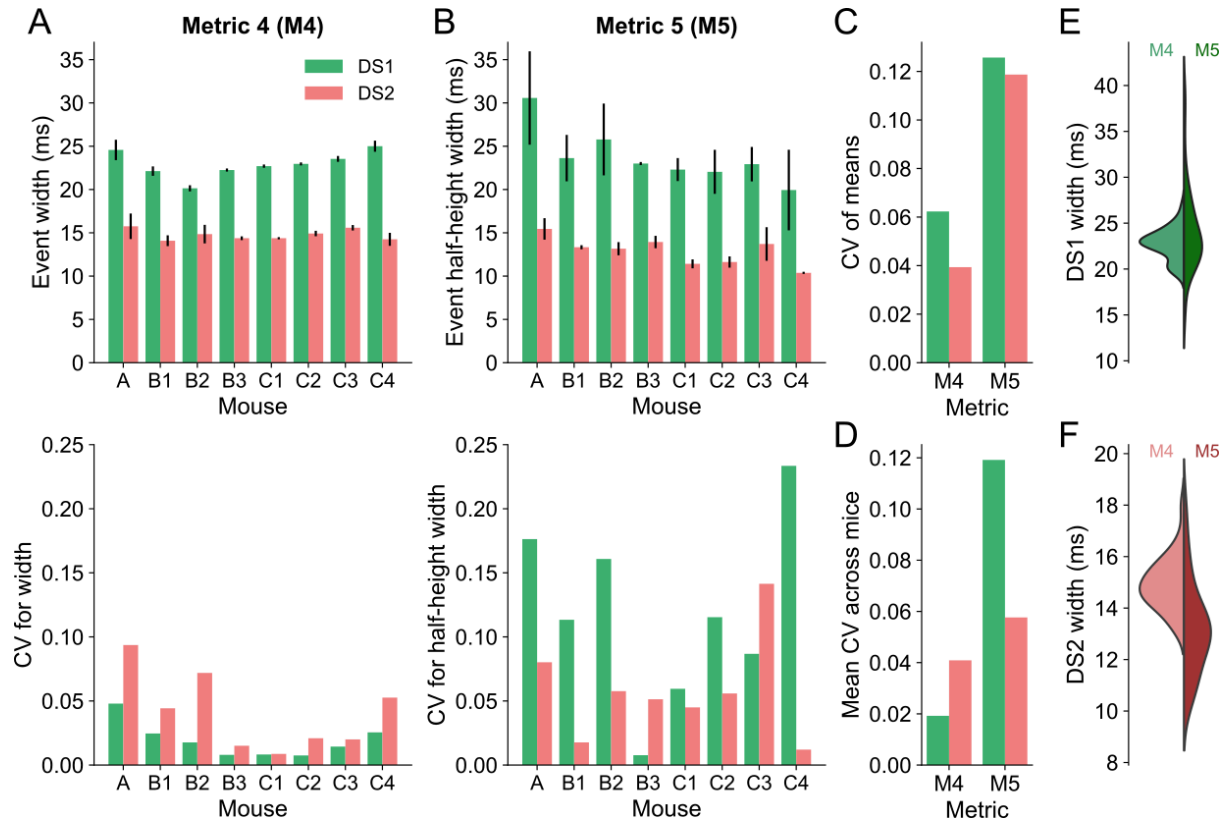 A
Metric 4 (M4)
Event width (ms)
35
30
25
20
15
10
5
0
DS1
DS2
A B1 B2 B3 C1 C2 C3 C4
Mouse
CV for width
0.25
0.20
0.15
0.10
0.05
0.00
A B1 B2 B3 C1 C2 C3 C4
Mouse
B
Metric 5 (M5)
Event half-height width (ms)
35
30
25
20
15
10
5
0
A B1 B2 B3 C1 C2 C3 C4
Mouse
CV for half-height width
0.25
0.20
0.15
0.10
0.05
0.00
A B1 B2 B3 C1 C2 C3 C4
Mouse
C
CV of means
0.12
0.10
0.08
0.06
0.04
0.02
0.00
M4 M5
Metric
D
Mean CV across mice
0.12
0.10
0.08
0.06
0.04
0.02
0.00
M4 M5
Metric
E
M4 M5
DS1 width (ms)
40
35
30
25
20
15
10
F
M4 M5
DS2 width (ms)
20
18
16
14
12
10
8